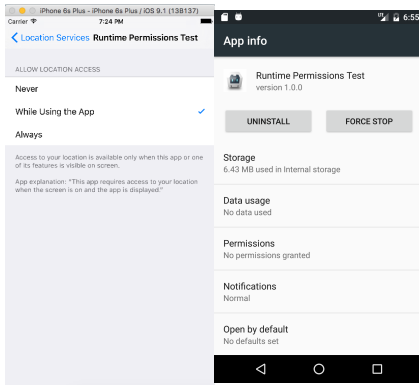 iPhone 6s Plus - iPhone 6s Plus / iOS 9.1 (13B137)
Carrier 7:24 PM
Location Services Runtime Permissions Test
ALLOW LOCATION ACCESS
Never
While Using the App
Always
Access to your location is available only when this app or one
of its features is visible on screen.
App explanation: "This app requires access to your location
when the screen is on and the app is displayed."
6:55
App info
Runtime Permissions Test
version 1.0.0
UNINSTALL FORCE STOP
Storage
6.43 MB used in Internal storage
Data usage
No data used
Permissions
No permissions granted
Notifications
Normal
Open by default
No defaults set